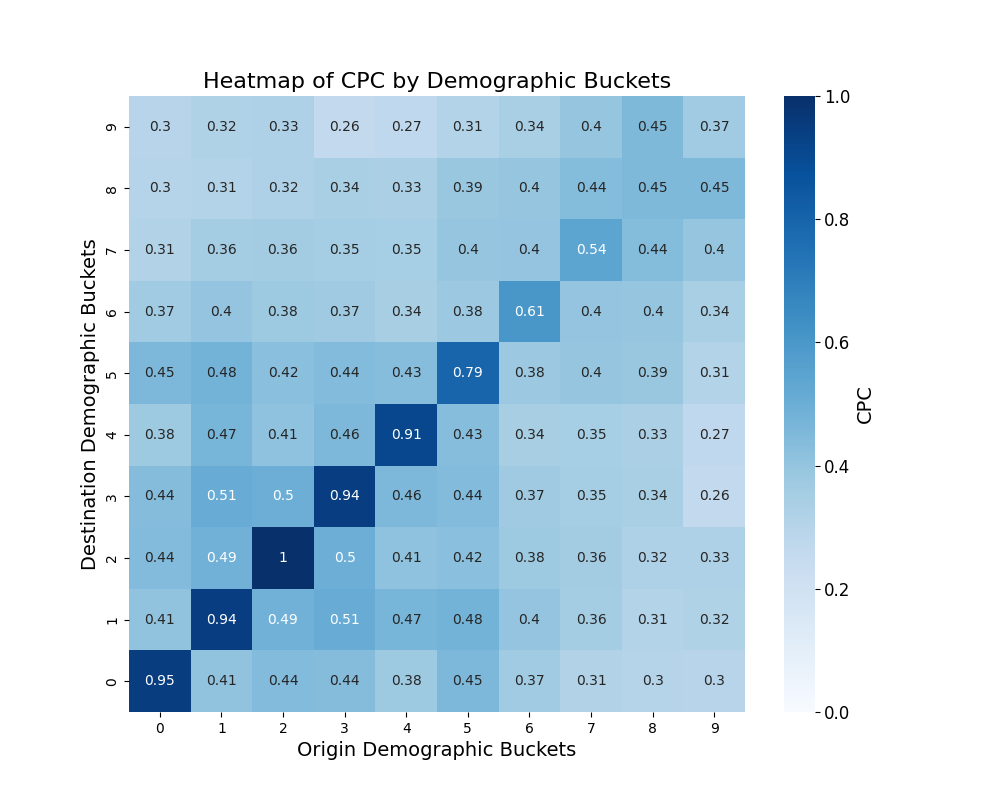 Heatmap of CPC by Demographic Buckets
9 0.3 0.32 0.33 0.26 0.27 0.31 0.34 0.4 0.45 0.37
8 0.3 0.31 0.32 0.34 0.33 0.39 0.4 0.44 0.45 0.45
7 0.31 0.36 0.36 0.35 0.35 0.4 0.4 0.54 0.44 0.4
6 0.37 0.4 0.38 0.37 0.34 0.38 0.61 0.4 0.4 0.34
5 0.45 0.48 0.42 0.44 0.43 0.79 0.38 0.4 0.39 0.31
4 0.38 0.47 0.41 0.46 0.91 0.43 0.34 0.35 0.33 0.27
3 0.44 0.51 0.5 0.94 0.46 0.44 0.37 0.35 0.34 0.26
2 0.44 0.49 1 0.5 0.41 0.42 0.38 0.36 0.32 0.33
1 0.41 0.94 0.49 0.51 0.47 0.48 0.4 0.36 0.31 0.32
0 0.95 0.41 0.44 0.44 0.38 0.45 0.37 0.31 0.3 0.3
0 1 2 3 4 5 6 7 8 9
Origin Demographic Buckets
Destination Demographic Buckets
1.0
0.8
0.6
0.4
0.2
0.0
CPC